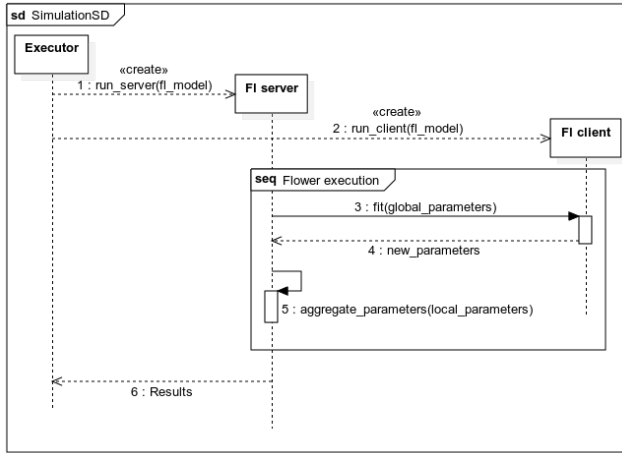 sd SimulationSD
Executor
«create»
1 : run_server(fl_model)
Fl server
«create»
2 : run_client(fl_model)
Fl client
seq Flower execution
3 : fit(global_parameters)
4 : new_parameters
5 : aggregate_parameters(local_parameters)
6 : Results